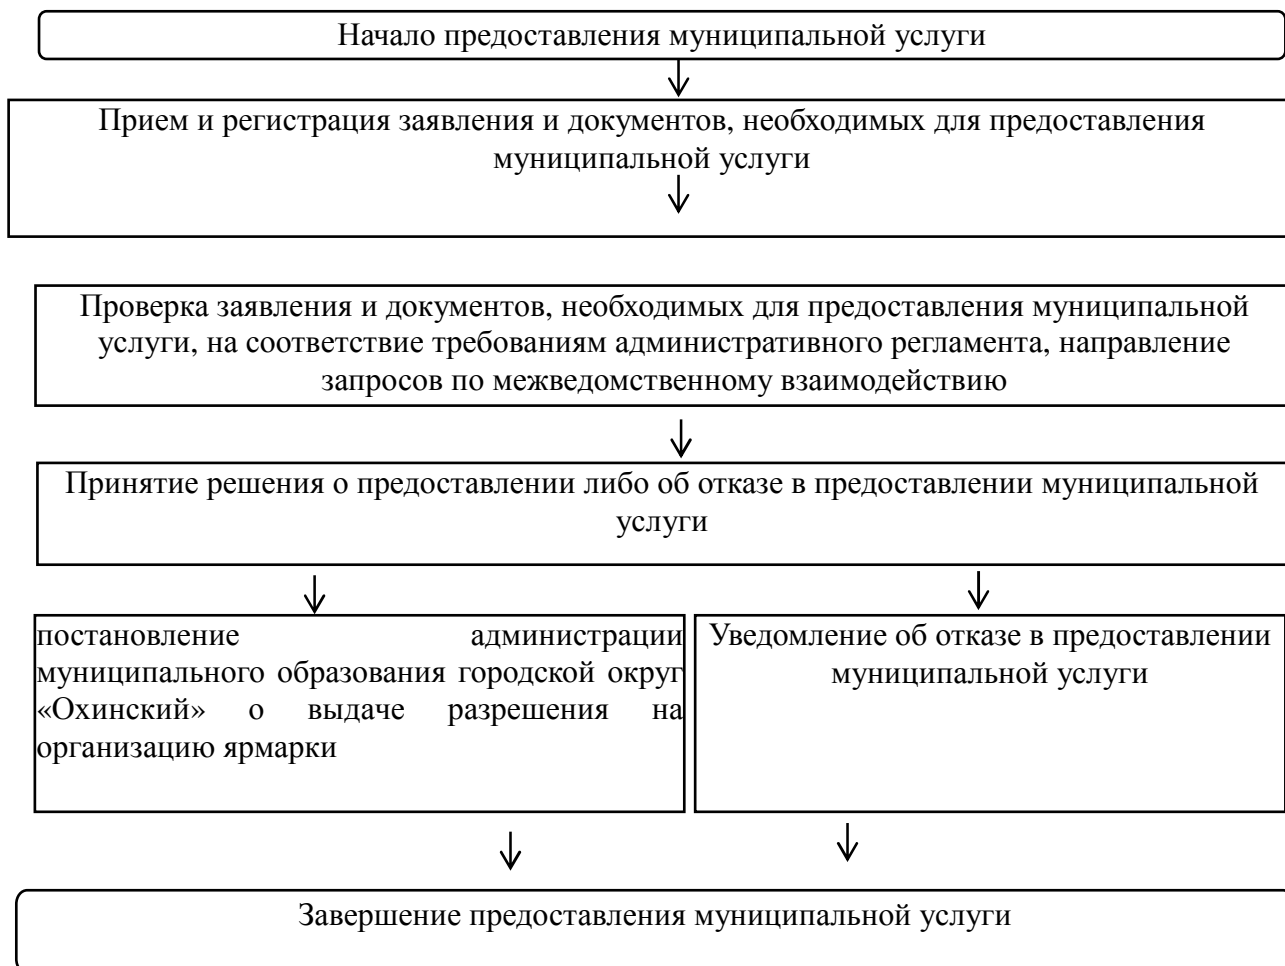 Начало предоставления муниципальной услуги
Прием и регистрация заявления и документов, необходимых для предоставления
муниципальной услуги
Проверка заявления и документов, необходимых для предоставления муниципальной
услуги, на соответствие требованиям административного регламента, направление
запросов по межведомственному взаимодействию
Принятие решения о предоставлении либо об отказе в предоставлении муниципальной
услуги
постановление администрации
муниципального образования городской округ
«Охинский» о выдаче разрешения на
организацию ярмарки
Уведомление об отказе в предоставлении
муниципальной услуги
Завершение предоставления муниципальной услуги